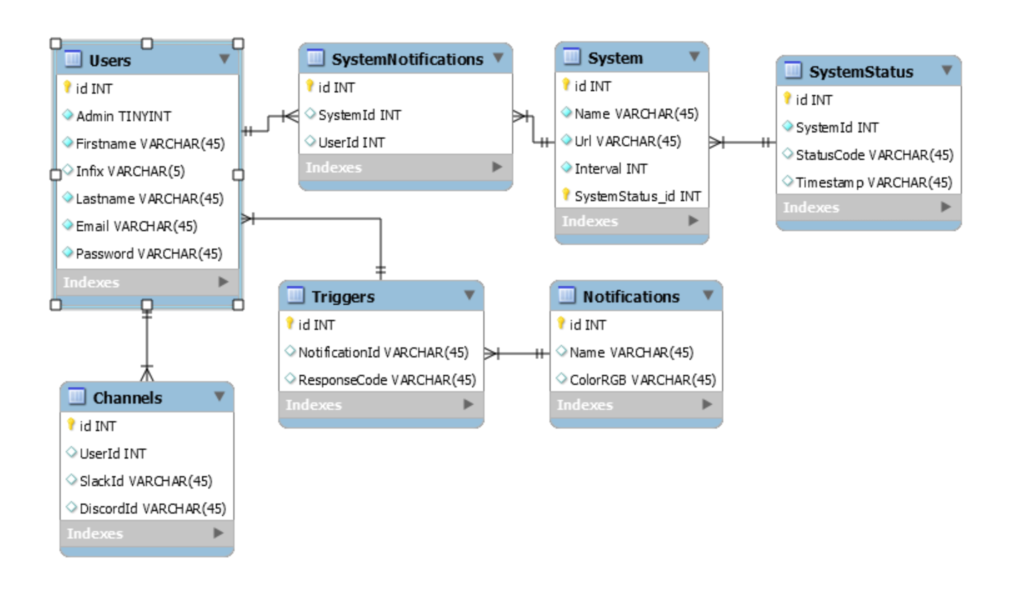 Users
id INT
Admin TINYINT
Firstname VARCHAR(45)
Infix VARCHAR(5)
Lastname VARCHAR(45)
Email VARCHAR(45)
Password VARCHAR(45)
Indexes
SystemNotifications
id INT
SystemId INT
UserId INT
Indexes
System
id INT
Name VARCHAR(45)
Url VARCHAR(45)
Interval INT
SystemStatus_id INT
Indexes
SystemStatus
id INT
SystemId INT
StatusCode VARCHAR(45)
Timestamp VARCHAR(45)
Indexes
Triggers
id INT
NotificationId VARCHAR(45)
ResponseCode VARCHAR(45)
Indexes
Notifications
id INT
Name VARCHAR(45)
ColorRGB VARCHAR(45)
Indexes
Channels
id INT
UserId INT
SlackId VARCHAR(45)
DiscordId VARCHAR(45)
Indexes